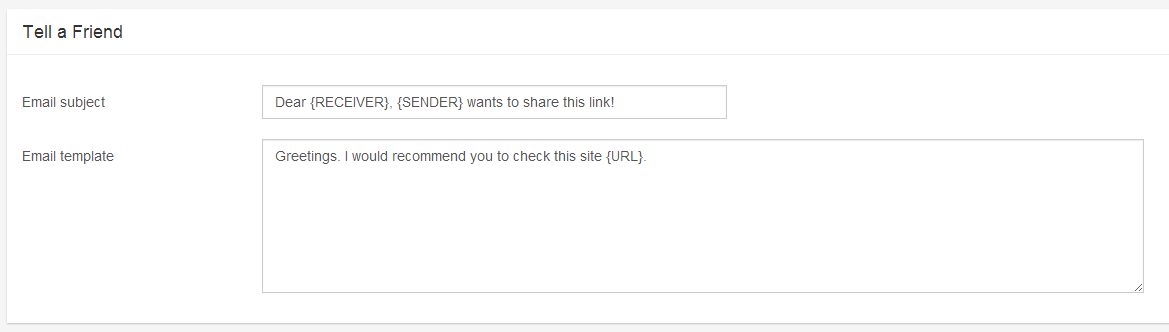 Tell a Friend
Email subject
Dear {RECEIVER}, {SENDER} wants to share this link!
Email template
Greetings. I would recommend you to check this site {URL}.